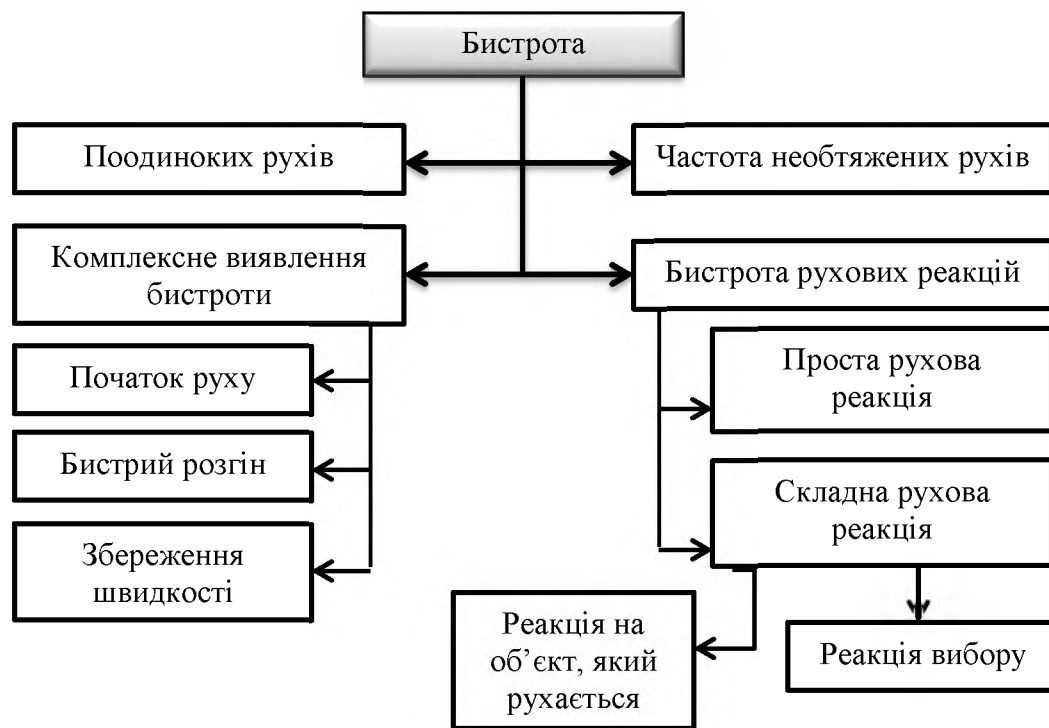 Бистрота
Поодиноких рухів
Частота необтяжених рухів
Комплексне виявлення
бистроти
Бистрота рухових реакцій
Початок руху
Проста рухова
реакція
Бистрий розгін
Складна рухова
реакція
Збереження
швидкості
Реакція на
об’єкт, який
рухається
Реакція вибору